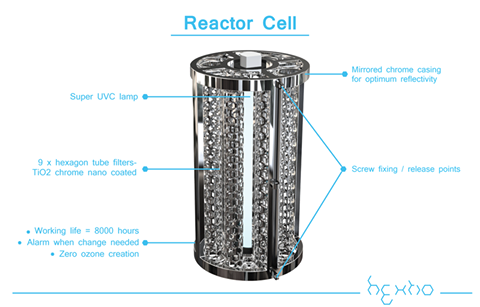 Reactor Cell
Mirrored chrome casing
for optimum reflectivity
Super UVC lamp
9 x hexagon tube filters-
TiO2 chrome nano coated
Screw fixing / release points
• Working life = 8000 hours
• Alarm when change needed
• Zero ozone creation